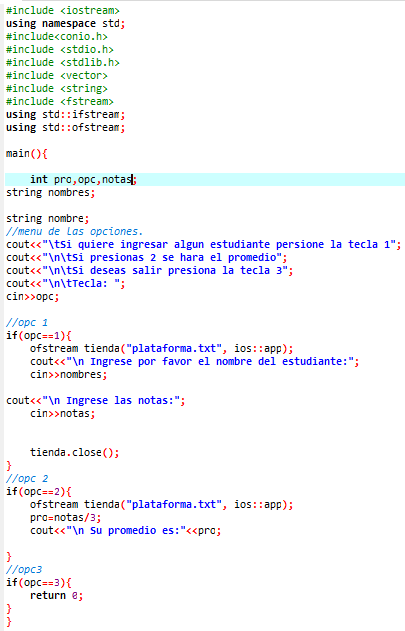 #include <iostream>
using namespace std;
#include<conio.h>
#include <stdio.h>
#include <stdlib.h>
#include <vector>
#include <string>
#include <fstream>
using std::ifstream;
using std::ofstream;
main(){
int pro,opc,notas;
string nombres;
string nombre;
//menu de las opciones.
cout<<"\tSi quiere ingresar algun estudiante persione la tecla 1";
cout<<"\n\tSi presionas 2 se hara el promedio";
cout<<"\n\tSi deseas salir presiona la tecla 3";
cout<<"\n\tTecla: ";
cin>>opc;
//opc 1
if(opc==1){
ofstream tienda("plataforma.txt", ios::app);
cout<<"\n Ingrese por favor el nombre del estudiante:";
cin>>nombres;
cout<<"\n Ingrese las notas:";
cin>>notas;
tienda.close();
}
//opc 2
if(opc==2){
ofstream tienda("plataforma.txt", ios::app);
pro=notas/3;
cout<<"\n Su promedio es:"<<pro;
}
//opc3
if(opc==3){
return 0;
}
}